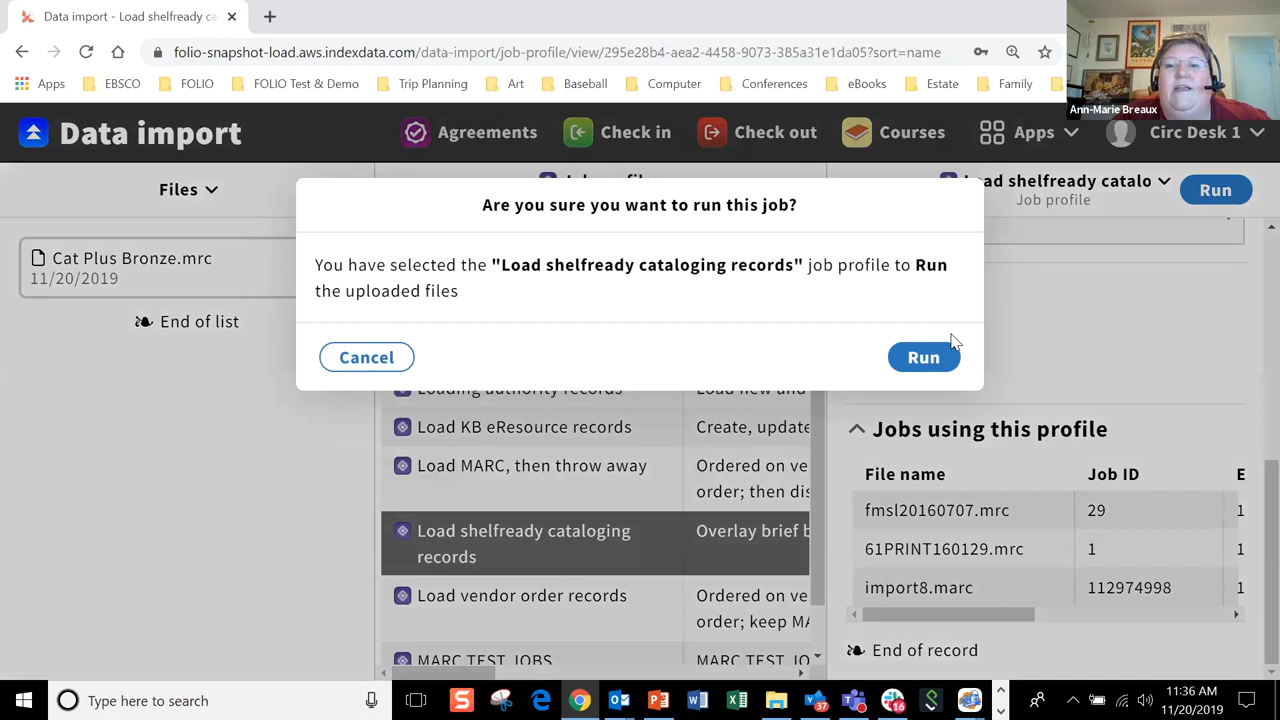 Data import - Load shelfready ca
folio-snapshot-load.aws.indexdata.com/data-import/job-profile/view/295e28b4-aea2-4458-9073-385a31e1da05?sort=name
Apps EBSCO FOLIO FOLIO Test & Demo Trip Planning Art Baseball Computer Conferences eBooks Estate Family
Ann-Marie Breaux
Data import Agreements Check in Check out Courses Apps Circ Desk 1
Files
Load shelfready catalo
Job profile
Run
Cat Plus Bronze.mrc
11/20/2019
End of list
Are you sure you want to run this job?
You have selected the "Load shelfready cataloging records" job profile to Run
the uploaded files
Cancel Run
Load KB eResource records Create, update
Load MARC, then throw away Ordered on ve
order; then dis
Load shelfready cataloging Overlay brief b
records
Load vendor order records Ordered on ve
order; keep MA
MARC TEST JOBS MARC TEST JO
Jobs using this profile
File name Job ID E
fmsl20160707.mrc 29 1
61PRINT160129.mrc 1 1
import8.marc 112974998 1
End of record
Type here to search
37
16
11:36 AM
11/20/2019